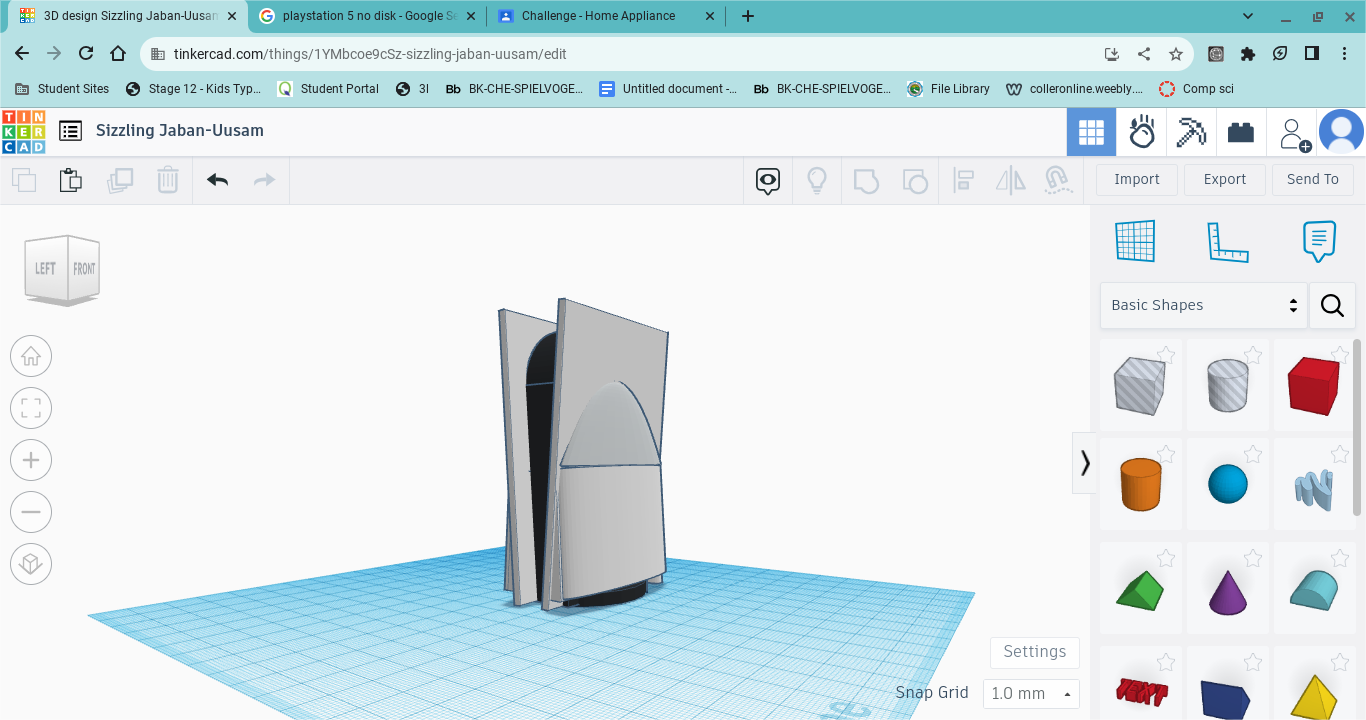 3D design Sizzling Jaban-Uusam
playstation 5 no disk - Google Se
Challenge - Home Appliance
tinkercad.com/things/1YMbcoe9cSz-sizzling-jaban-uusam/edit
Student Sites
Stage 12 - Kids Typ...
Student Portal
3I
Bb BK-CHE-SPIELVOGE...
Untitled document -...
Bb BK-CHE-SPIELVOGE...
File Library
colleronline.weebly....
Comp sci
TIN
KER
CAD
Sizzling Jaban-Uusam
Import
Export
Send To
LEFT
FRONT
Basic Shapes
TEXT
Settings
Snap Grid
1.0 mm